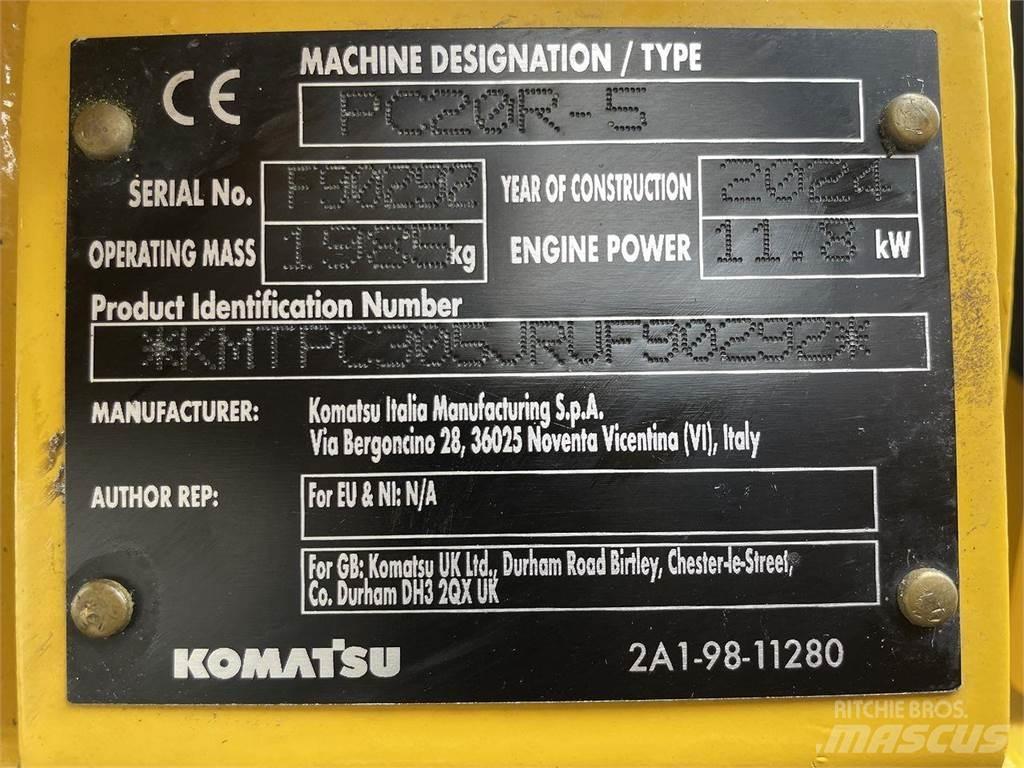 CE
MACHINE DESIGNATION / TYPE
PC20R-5
SERIAL No. F90292
YEAR OF CONSTRUCTION 2024
OPERATING MASS kg
ENGINE POWER 11.8 kW
Product Identification Number
MANUFACTURER: Komatsu Italia Manufacturing S.p.A.
Via Bergoncino 28, 36025 Noventa Vicentina (VI), Italy
AUTHOR REP: For EU & NI: N/A
For GB: Komatsu UK Ltd., Durham Road Birtley, Chester-le-Street,
Co. Durham DH3 2QX UK
KOMATSU 2A1-98-11280
RITCHIE BROS.
MASCUS